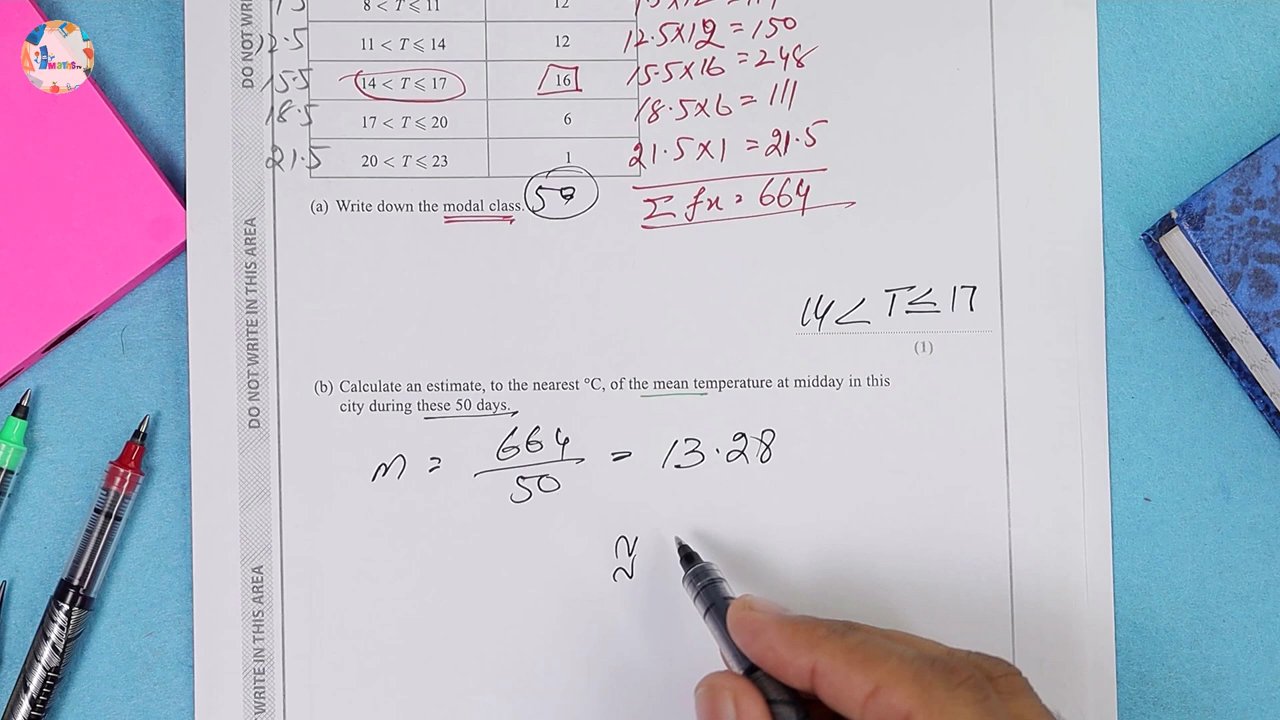 8 < T ⩽ 11 12
12.5 11 < T ⩽ 14 12 12.5×12 = 150
15.5 14 < T ⩽ 17 16 15.5×16 = 248
18.5 17 < T ⩽ 20 6 18.5×6 = 111
21.5 20 < T ⩽ 23 1 21.5×1 = 21.5
(a) Write down the modal class. 50 Σfx = 664
14 < T ≤ 17
(1)
(b) Calculate an estimate, to the nearest °C, of the mean temperature at midday in this
city during these 50 days.
m = 664/50 = 13.28
≈
DO NOT WRI
DO NOT WRITE IN THIS AREA
WRITE IN THIS AREA
MATHS TV